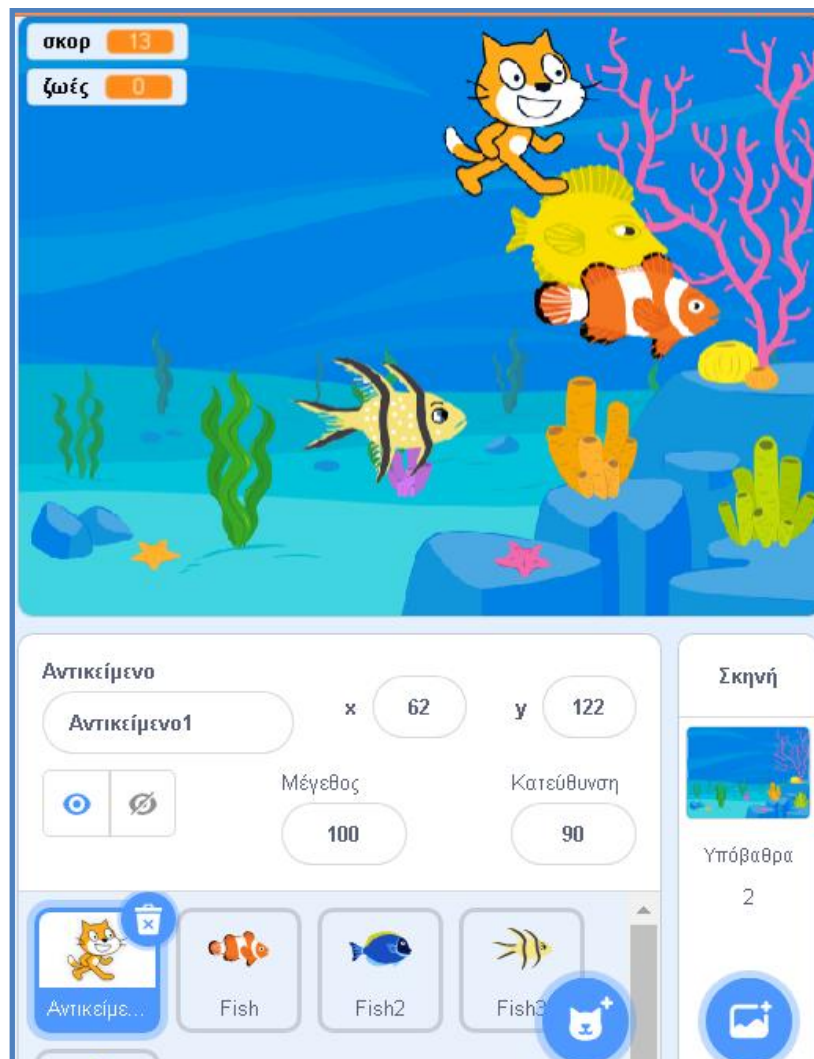 σκορ 13
ζωές 0
Αντικείμενο
Αντικείμενο1 x 62 y 122
Σκηνή
Μέγεθος Κατεύθυνση
100 90
Υπόβαθρα
2
Αντικείμε... Fish Fish2 Fish3